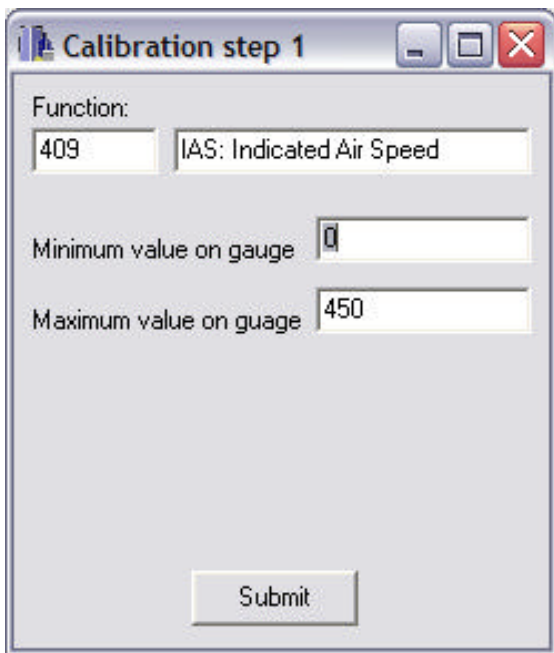 Calibration step 1
Function:
409 IAS: Indicated Air Speed
Minimum value on gauge 0
Maximum value on guage 450
Submit